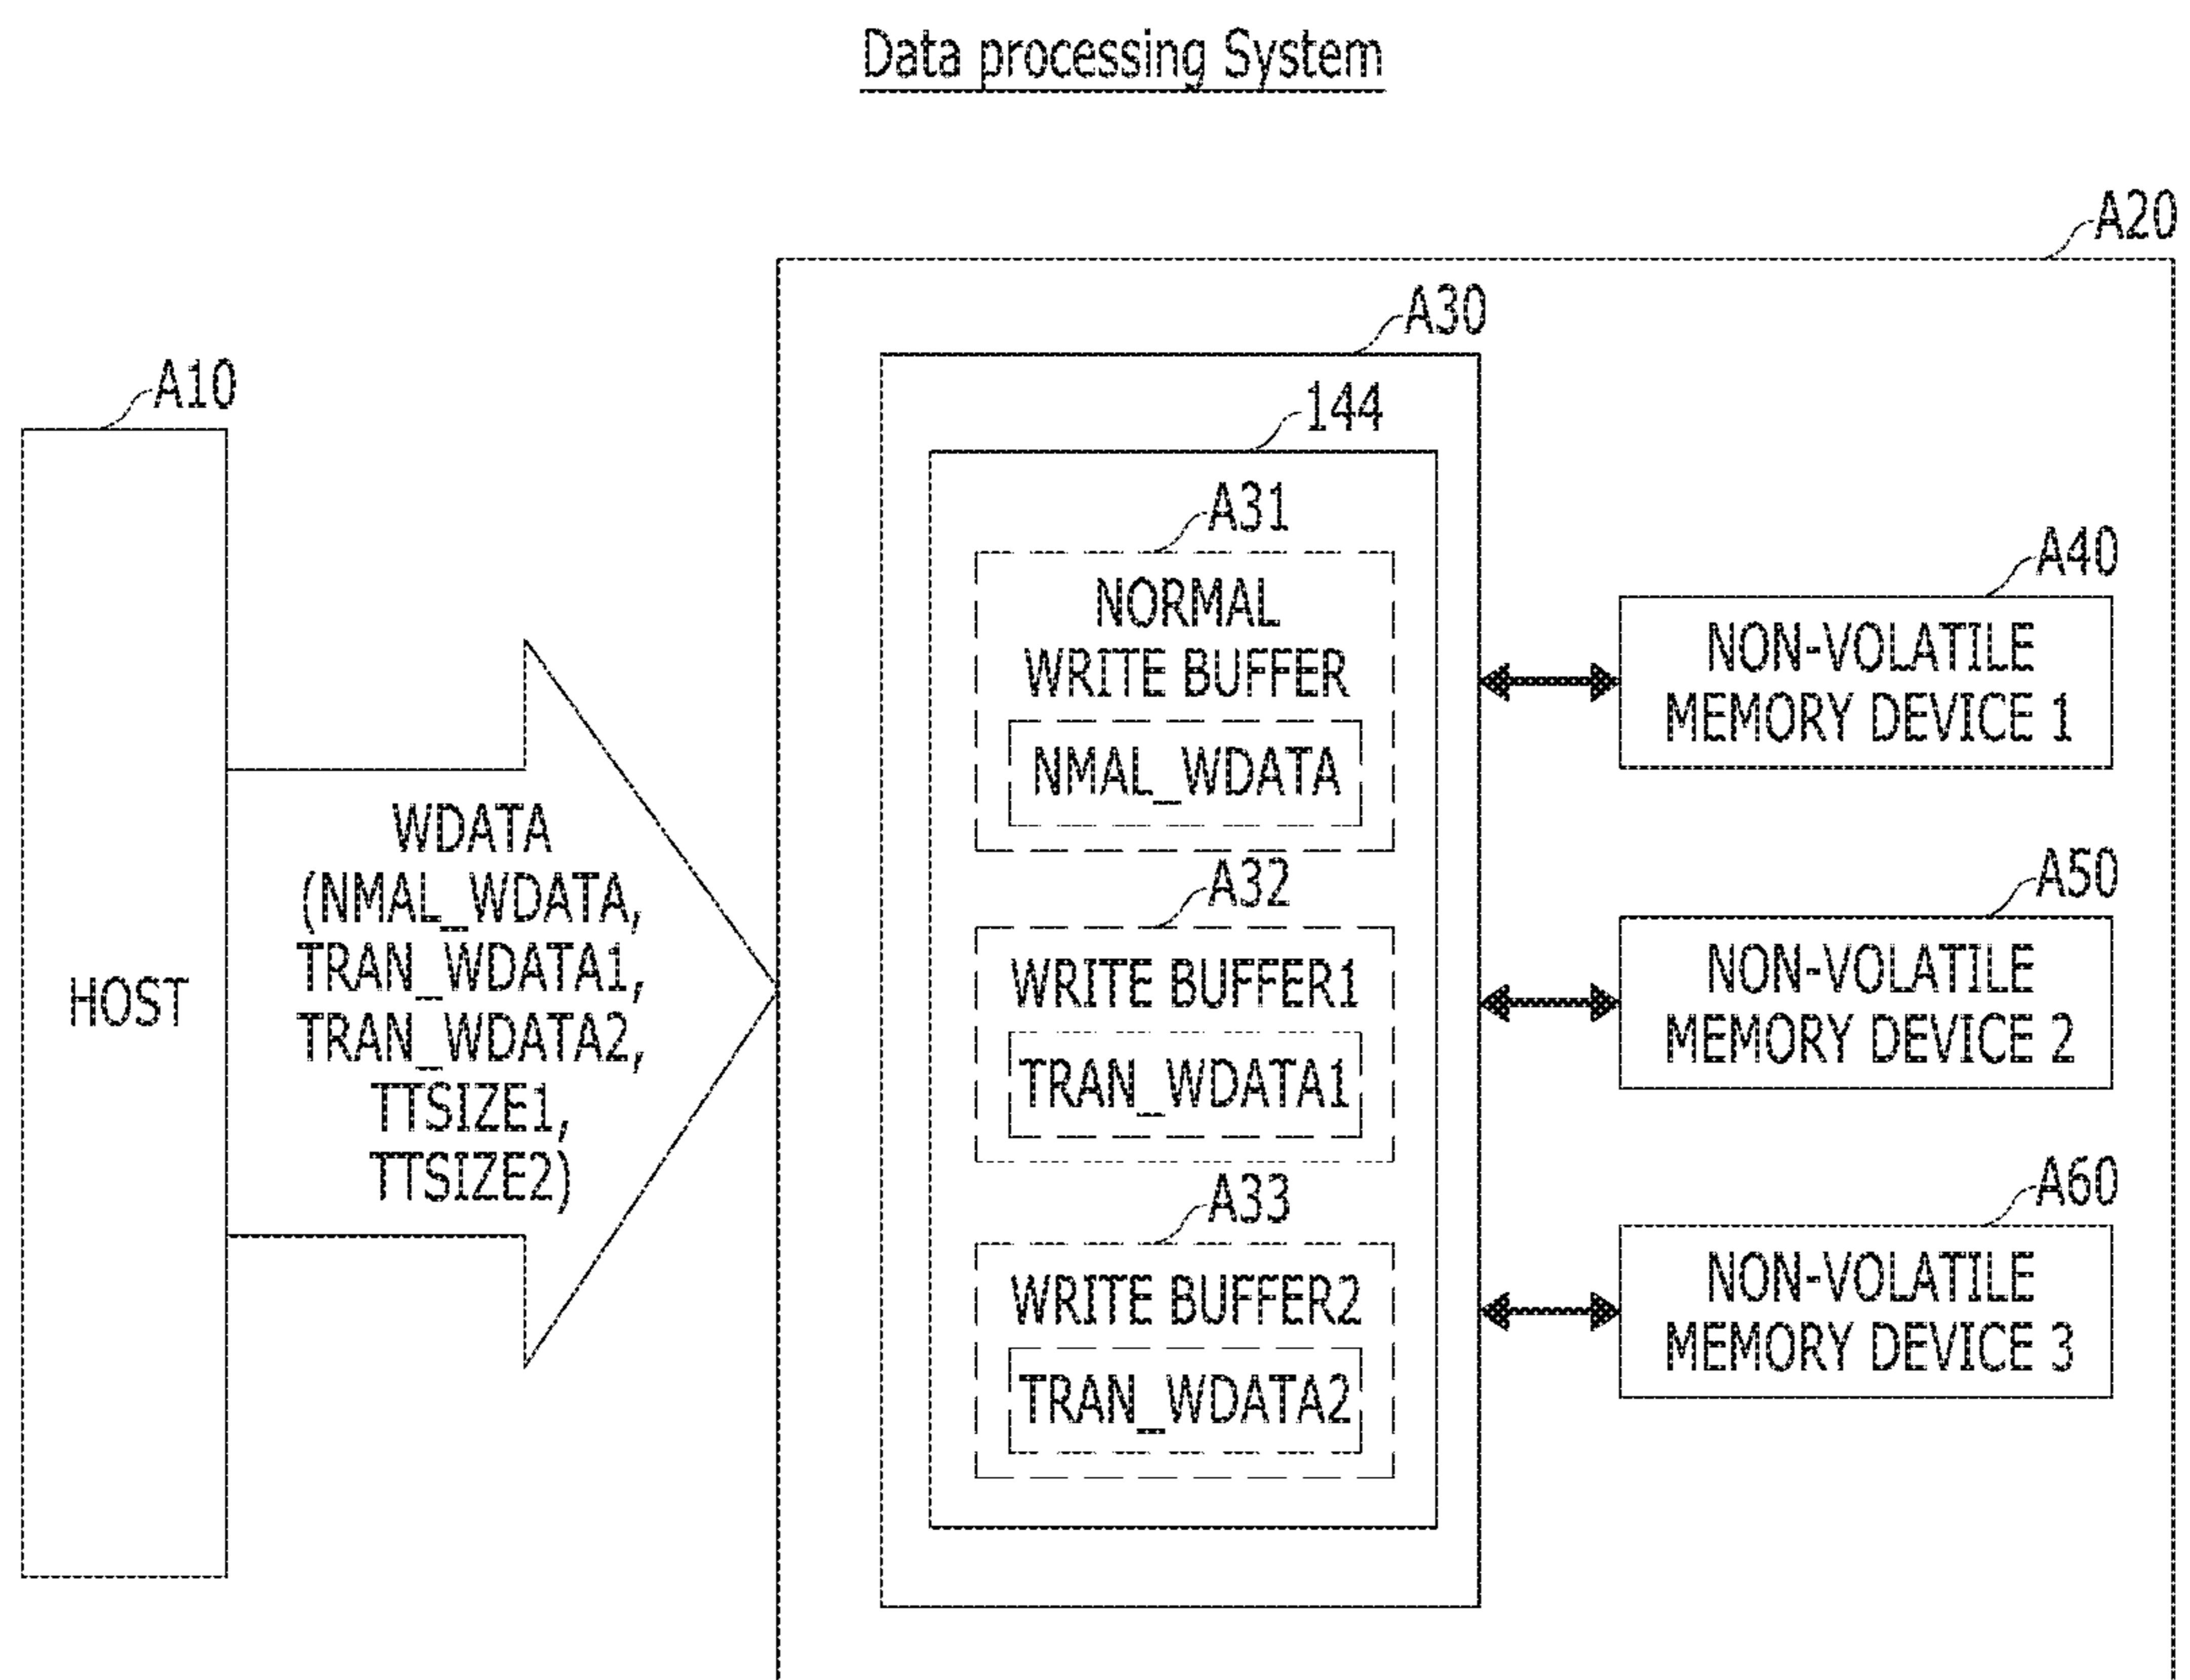 Data processing System
A20
A30
A10
144
A31
NORMAL
WRITE BUFFER
NMAL_WDATA
A40
NON-VOLATILE
MEMORY DEVICE 1
HOST
WDATA
(NMAL_WDATA,
TRAN_WDATA1,
TRAN_WDATA2,
TTSIZE1,
TTSIZE2)
A32
WRITE BUFFER1
TRAN_WDATA1
A50
NON-VOLATILE
MEMORY DEVICE 2
A33
WRITE BUFFER2
TRAN_WDATA2
A60
NON-VOLATILE
MEMORY DEVICE 3